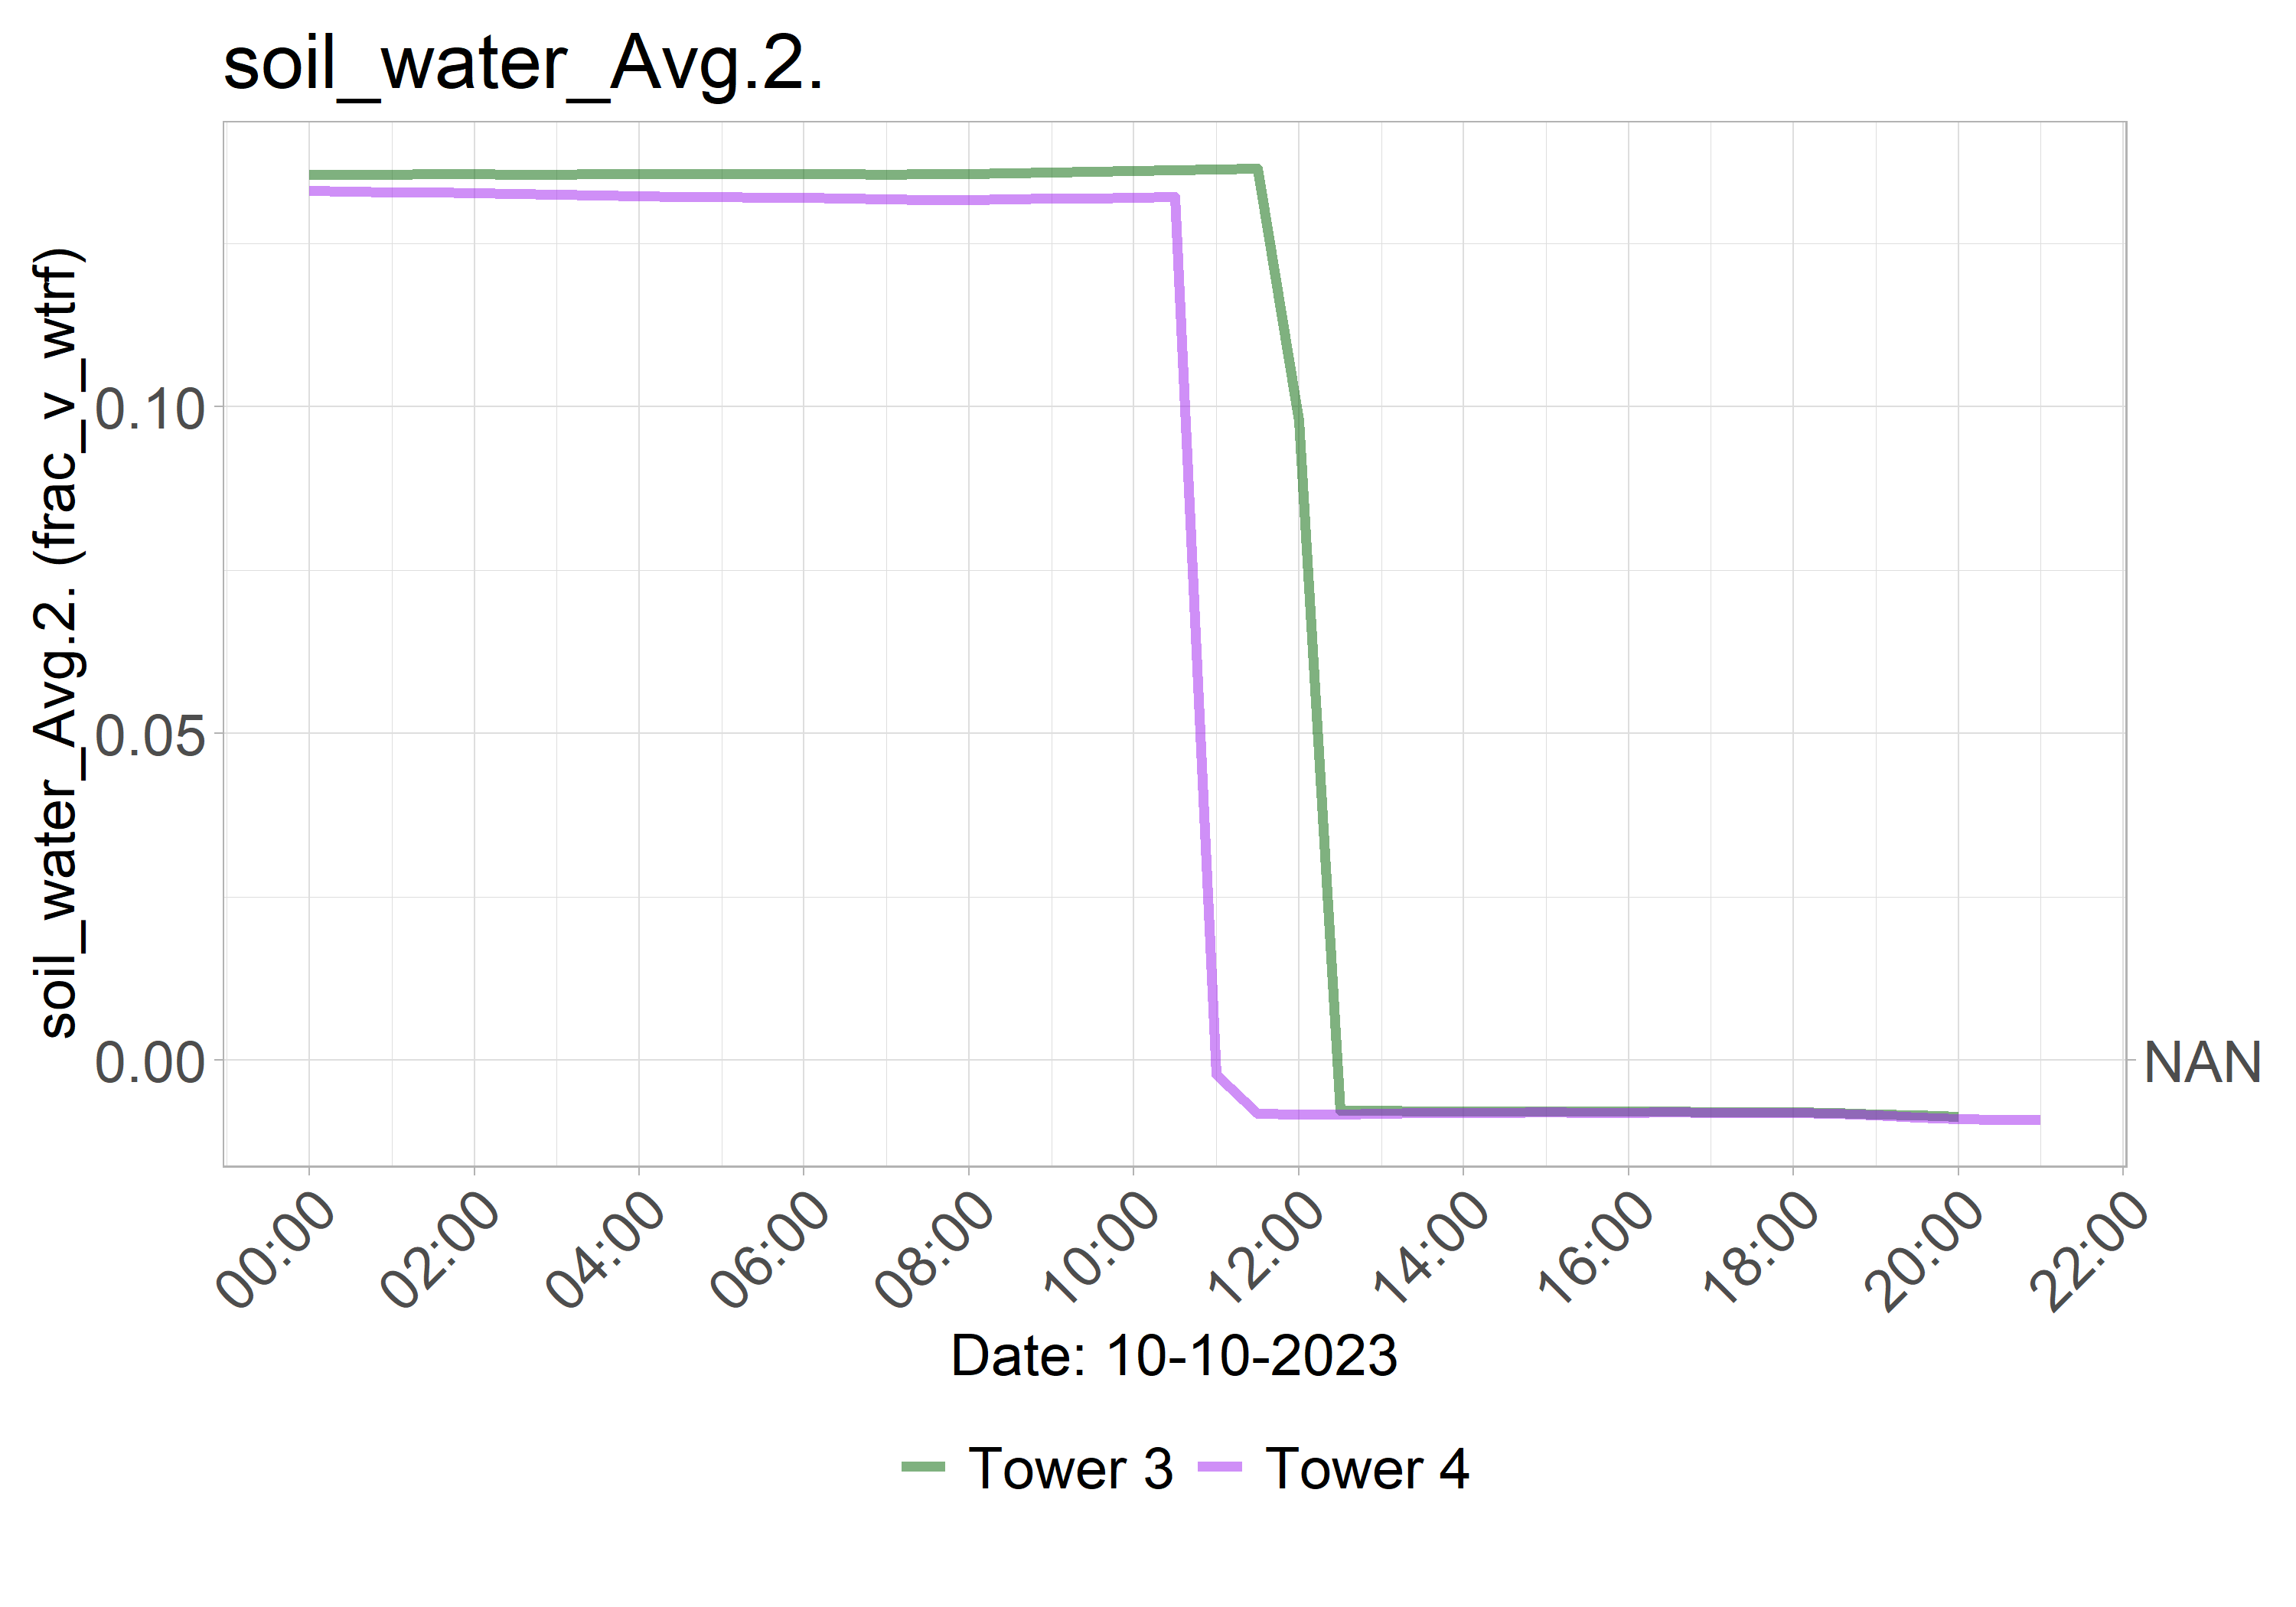 soil_water_Avg.2.
soil_water_Avg.2. (frac_v_wtrf)
0.10
0.05
0.00
NAN
00:00 02:00 04:00 06:00 08:00 10:00 12:00 14:00 16:00 18:00 20:00 22:00
Date: 10-10-2023
Tower 3 Tower 4